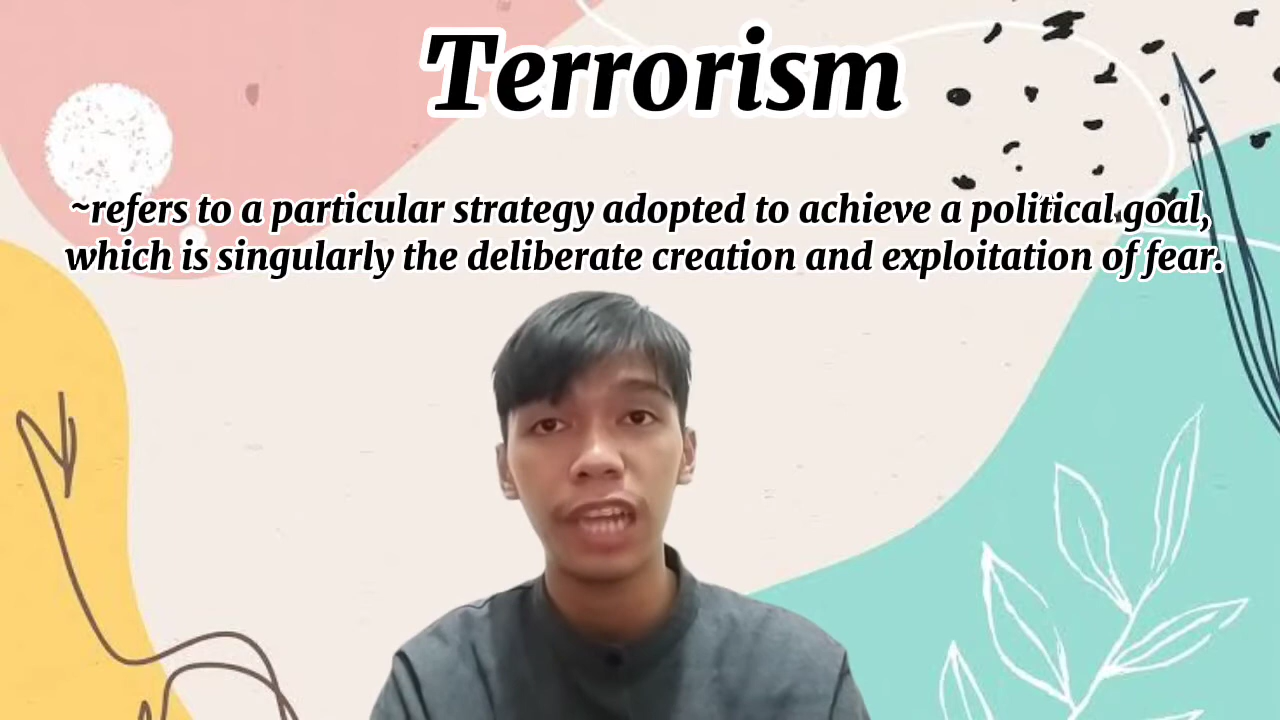 Terrorism
~refers to a particular strategy adopted to achieve a political goal,
which is singularly the deliberate creation and exploitation of fear.